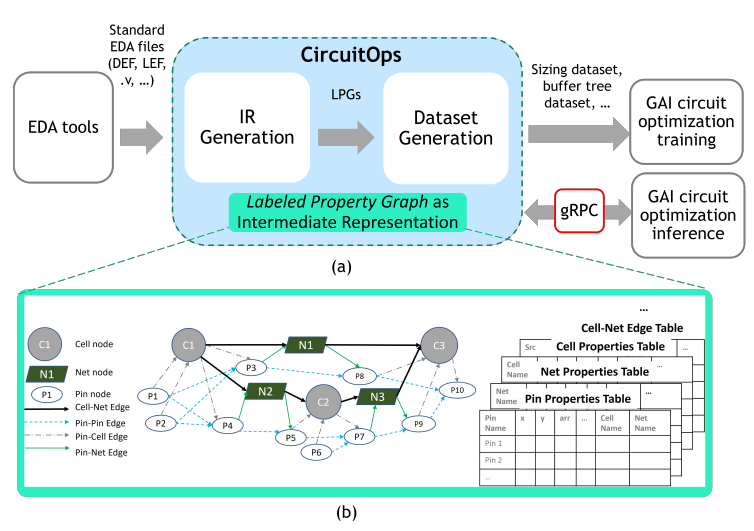 Standard
EDA files
(DEF, LEF,
.v, …)
CircuitOps
EDA tools
IR
Generation
LPGs
Dataset
Generation
Sizing dataset,
buffer tree
dataset, …
GAI circuit
optimization
training
Labeled Property Graph as
Intermediate Representation
gRPC
GAI circuit
optimization
inference
(a)
C1
Cell node
N1
Net node
P1
Pin node
Cell-Net Edge
Pin-Pin Edge
Pin-Cell Edge
Pin-Net Edge
C1
N1
C3
P3
P8
P10
P1
N2
C2
N3
P2
P4
P5
P7
P9
P6
…
Cell-Net Edge Table
Src
Cell Properties Table
…
Cell
Name
Net Properties Table
…
Net
Name
Pin Properties Table
…
Pin
Name
x
y
arr
…
Cell
Name
Net
Name
Pin 1
Pin 2
…
(b)